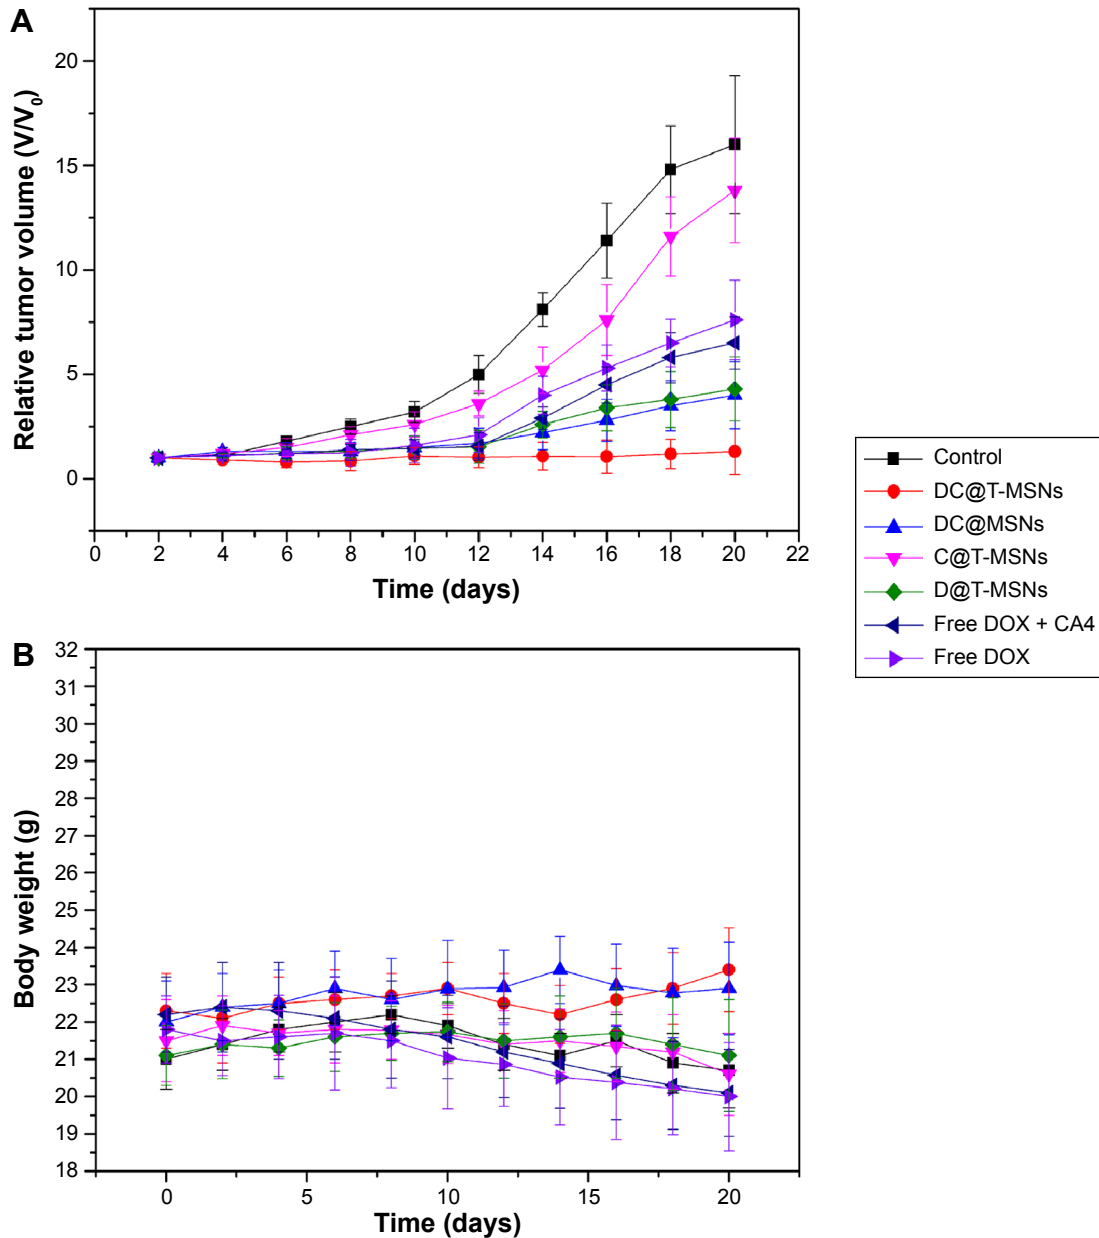 A
Relative tumor volume (V/V₀)
20
15
10
5
0
0 2 4 6 8 10 12 14 16 18 20 22
Time (days)
Control
DC@T-MSNs
DC@MSNs
C@T-MSNs
D@T-MSNs
Free DOX + CA4
Free DOX
B
Body weight (g)
32
31
30
29
28
27
26
25
24
23
22
21
20
19
18
0 5 10 15 20
Time (days)